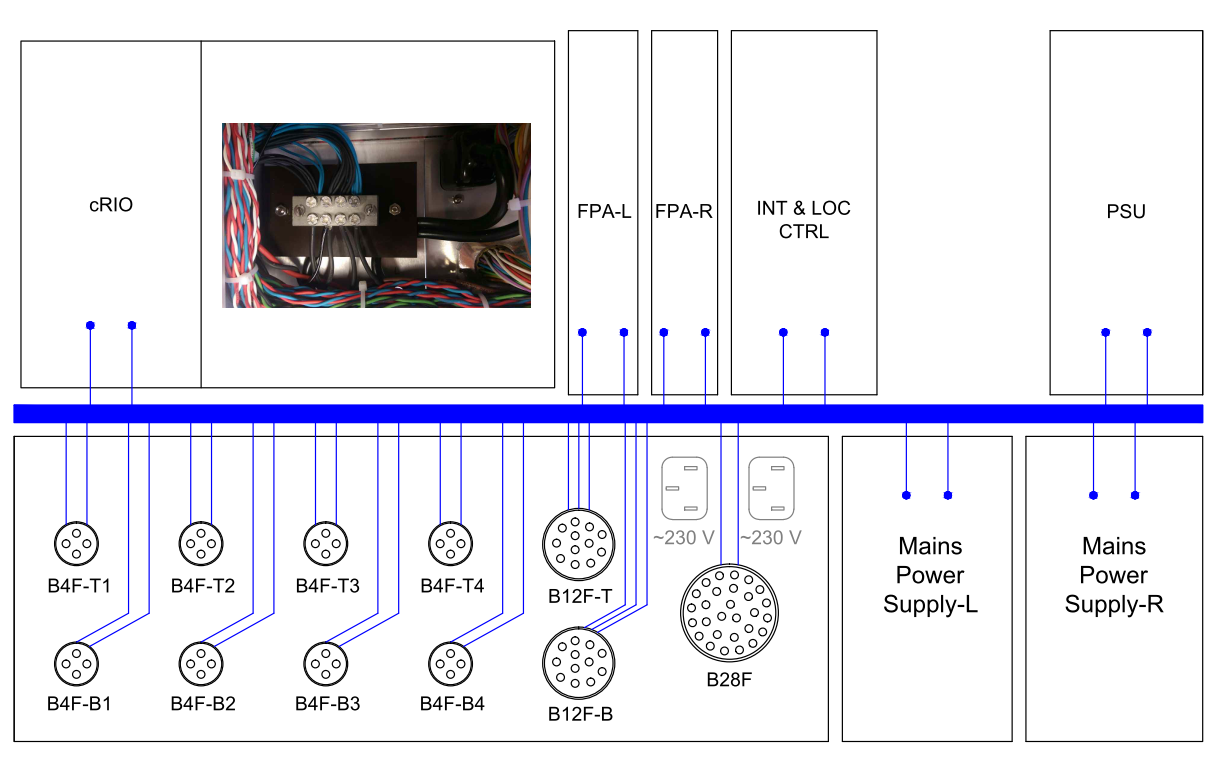 cRIO
FPA-L
FPA-R
INT & LOC
CTRL
PSU
~230 V
~230 V
B4F-T1
B4F-T2
B4F-T3
B4F-T4
B12F-T
B28F
B4F-B1
B4F-B2
B4F-B3
B4F-B4
B12F-B
Mains
Power
Supply-L
Mains
Power
Supply-R